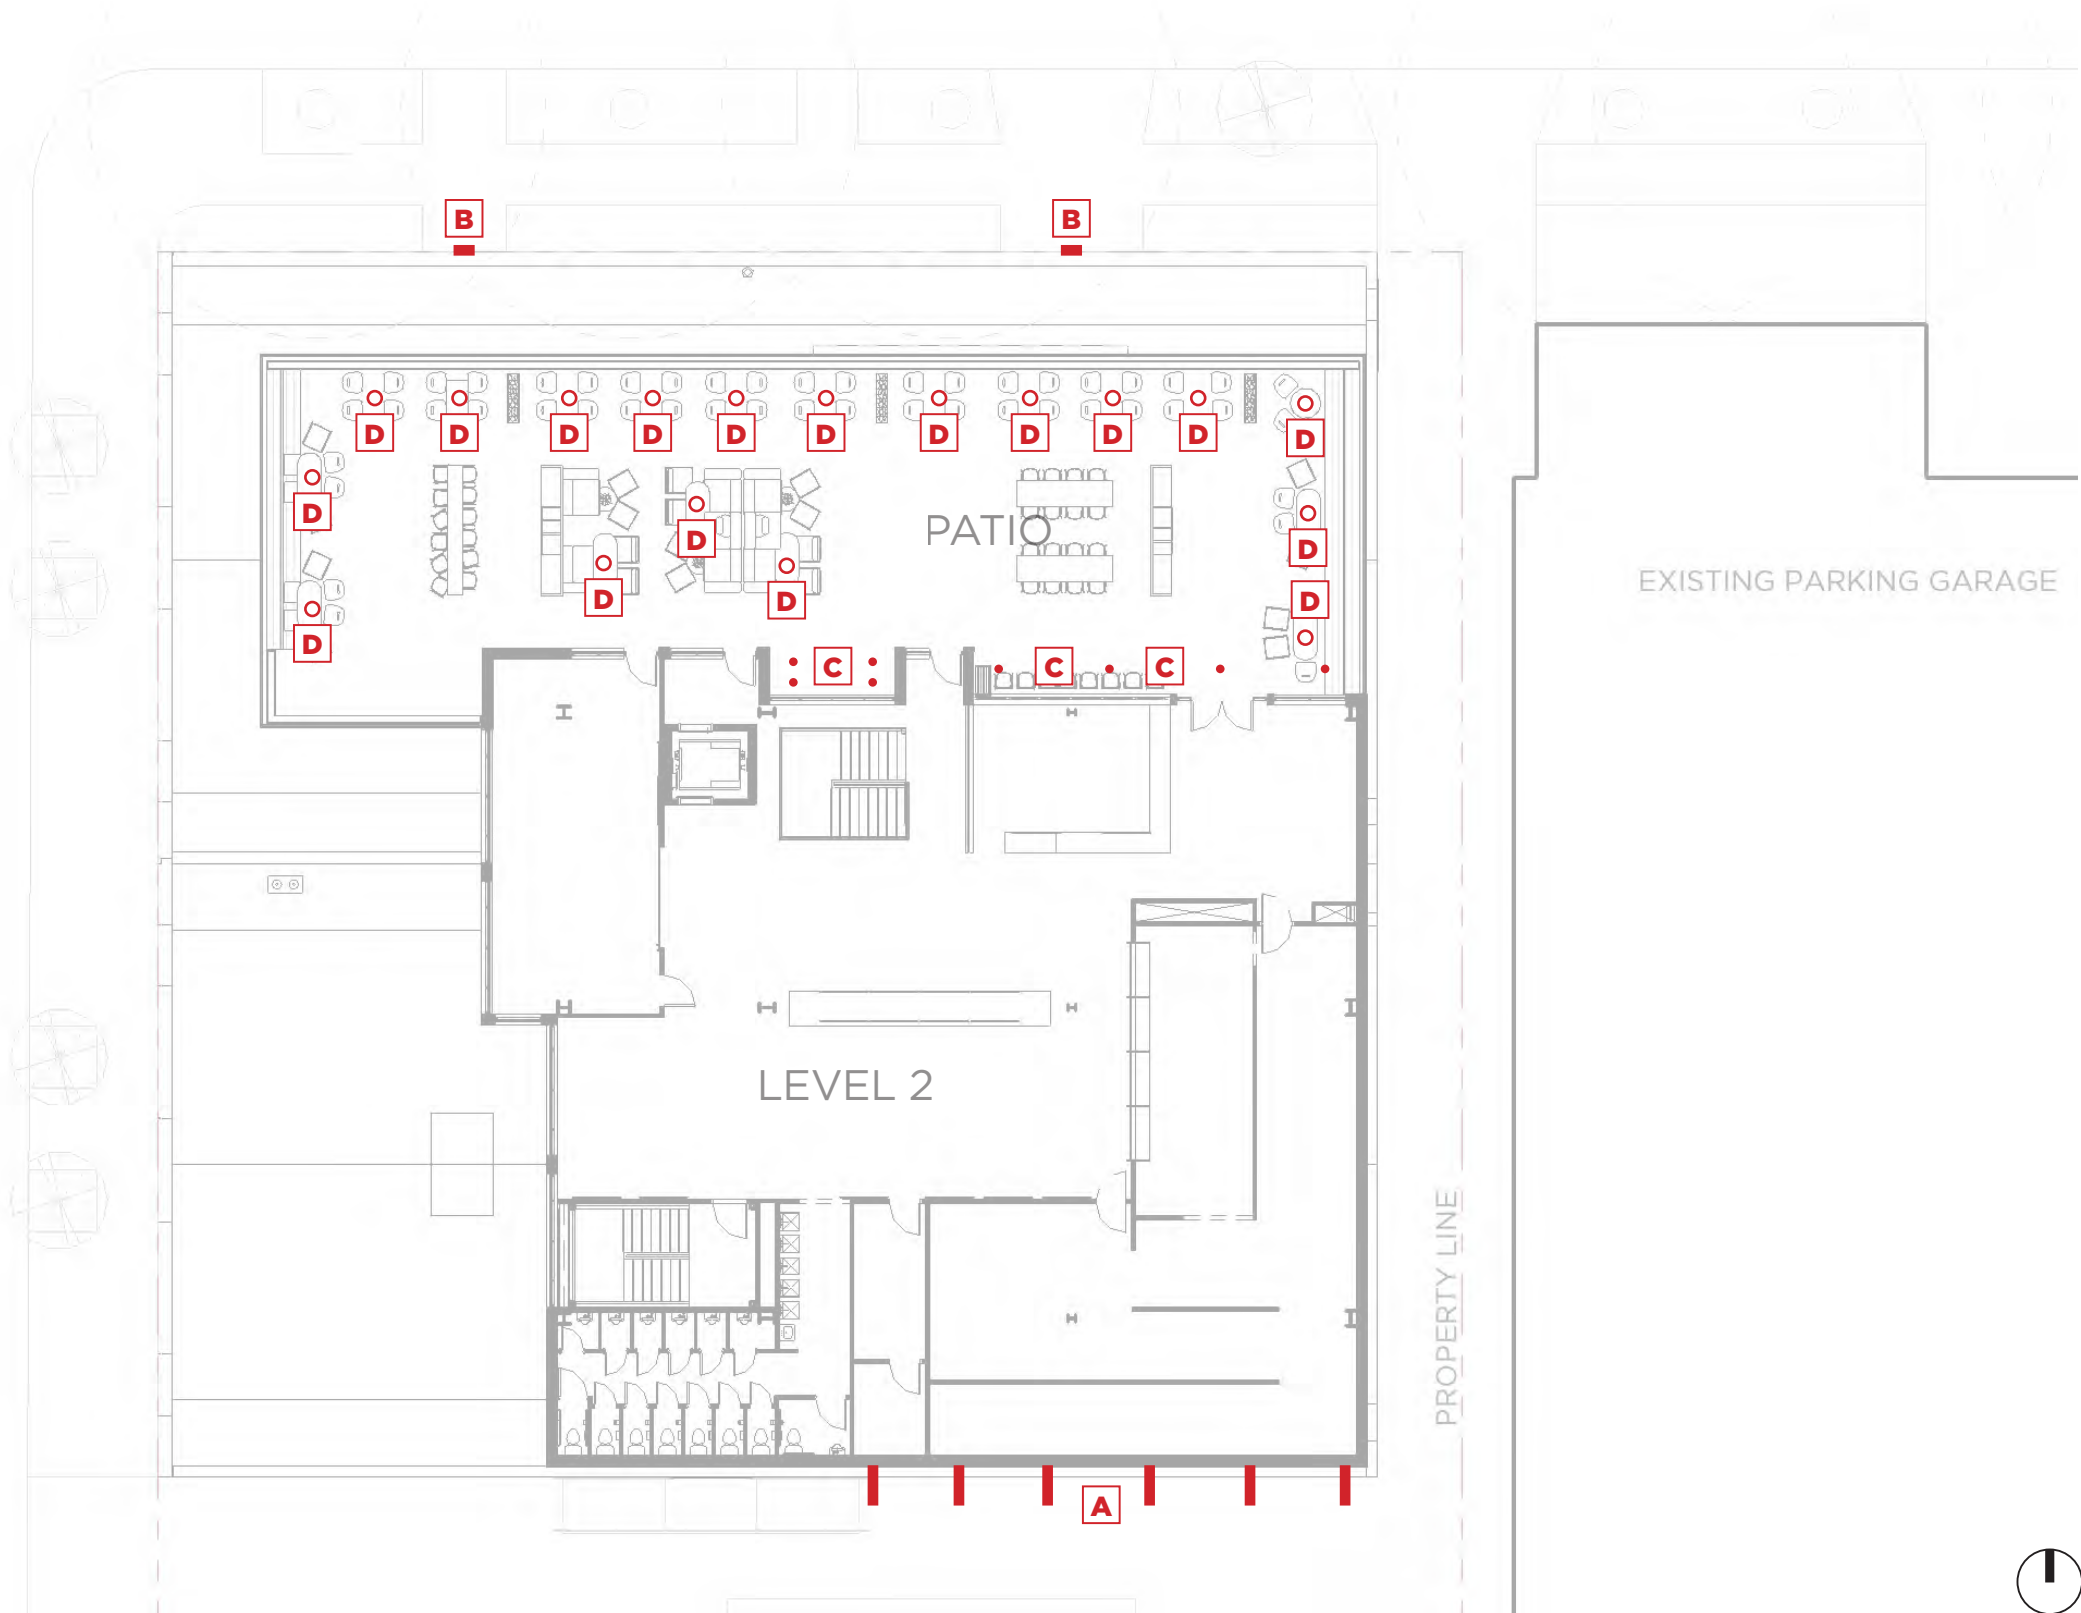 B B
D D D D D D D D D D D
D D D
PATIO
D D D
EXISTING PARKING GARAGE
D C C C
LEVEL 2
PROPERTY LINE
A